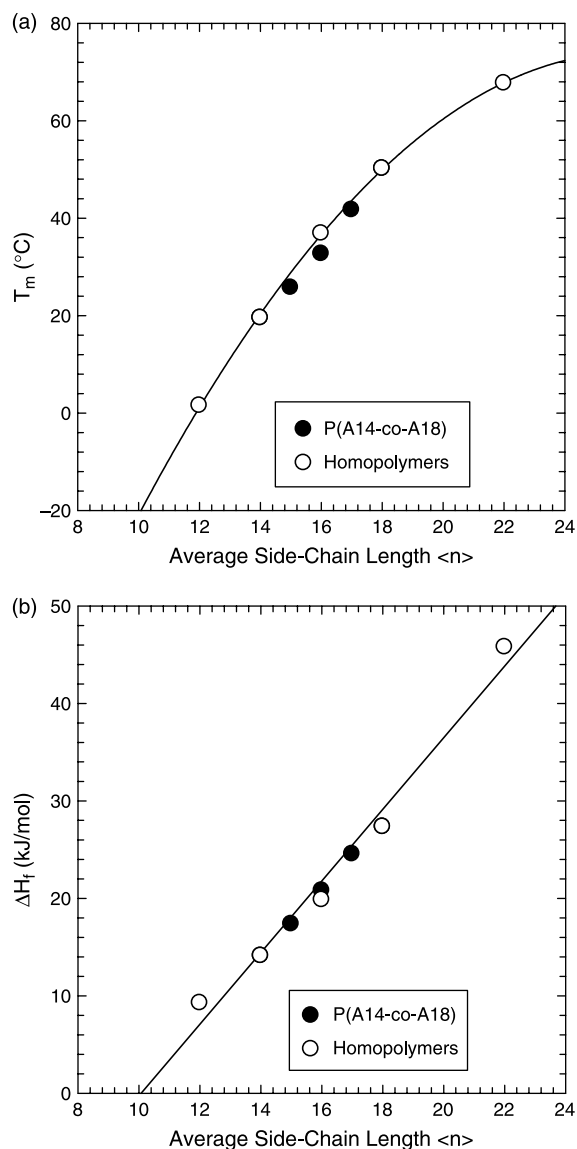 (a)
80
60
40
20
0
–20
T_m (°C)
P(A14-co-A18)
Homopolymers
8 10 12 14 16 18 20 22 24
Average Side-Chain Length <n>
(b)
50
40
30
20
10
0
ΔH_f (kJ/mol)
P(A14-co-A18)
Homopolymers
8 10 12 14 16 18 20 22 24
Average Side-Chain Length <n>